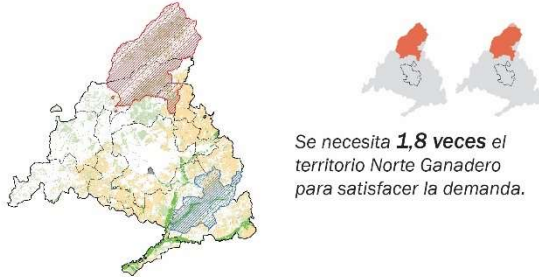 Se necesita 1,8 veces el
territorio Norte Ganadero
para satisfacer la demanda.